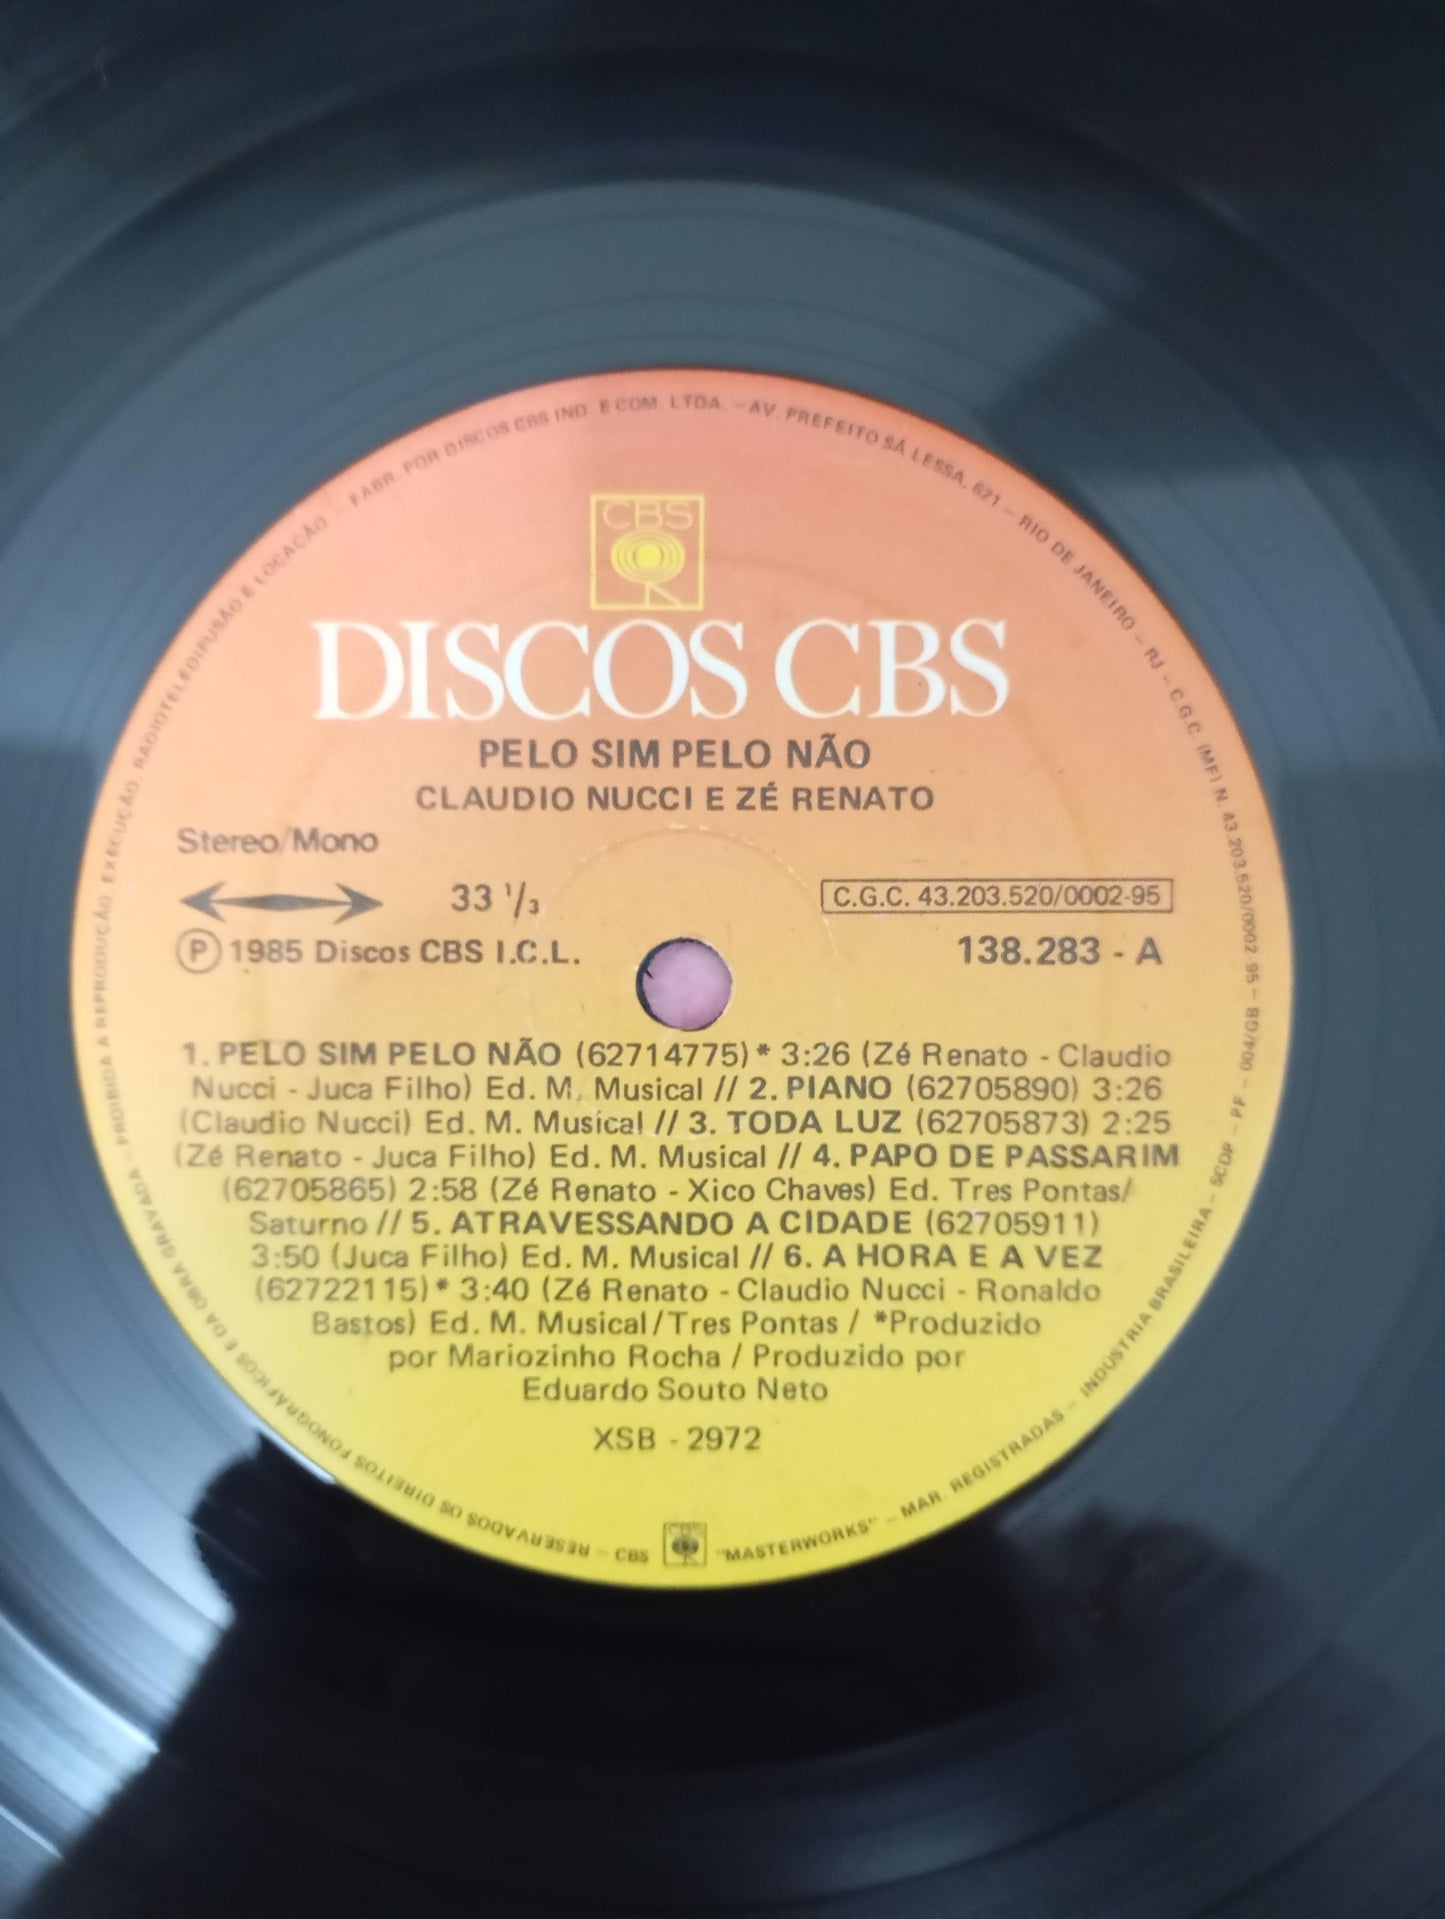 CBS
DISCOS CBS
PELO SIM PELO NÃO
CLAUDIO NUCCI E ZÉ RENATO
Stereo/Mono
33 1/3
C.G.C. 43.203.520/0002-95
P 1985 Discos CBS I.C.L.
138.283 - A
1. PELO SIM PELO NÃO (62714775)* 3:26 (Zé Renato - Claudio
Nucci - Juca Filho) Ed. M. Musical // 2. PIANO (62705890) 3:26
(Claudio Nucci) Ed. M. Musical // 3. TODA LUZ (62705873) 2:25
(Zé Renato - Juca Filho) Ed. M. Musical // 4. PAPO DE PASSARIM
(62705865) 2:58 (Zé Renato - Xico Chaves) Ed. Tres Pontas/
Saturno // 5. ATRAVESSANDO A CIDADE (62705911)
3:50 (Juca Filho) Ed. M. Musical // 6. A HORA E A VEZ
(62722115)* 3:40 (Zé Renato - Claudio Nucci - Ronaldo
Bastos) Ed. M. Musical/Tres Pontas / *Produzido
por Mariozinho Rocha / Produzido por
Eduardo Souto Neto
XSB - 2972
RESERVADOS OS DIREITOS FONOGRÁFICOS E DA OBRA GRAVADA - PROIBIDA A REPRODUÇÃO, EXECUÇÃO, RADIOTELEDIFUSÃO E LOCAÇÃO - FABR. POR DISCOS CBS IND. E COM. LTDA. - AV. PREFEITO SÁ LESSA, 621 - RIO DE JANEIRO - RJ - C.G.C. (MF) N. 43.203.520/0002-95 - BG/004 - PF - SCDP - INDÚSTRIA BRASILEIRA - MAR. REGISTRADAS - "MASTERWORKS" CBS - CBS